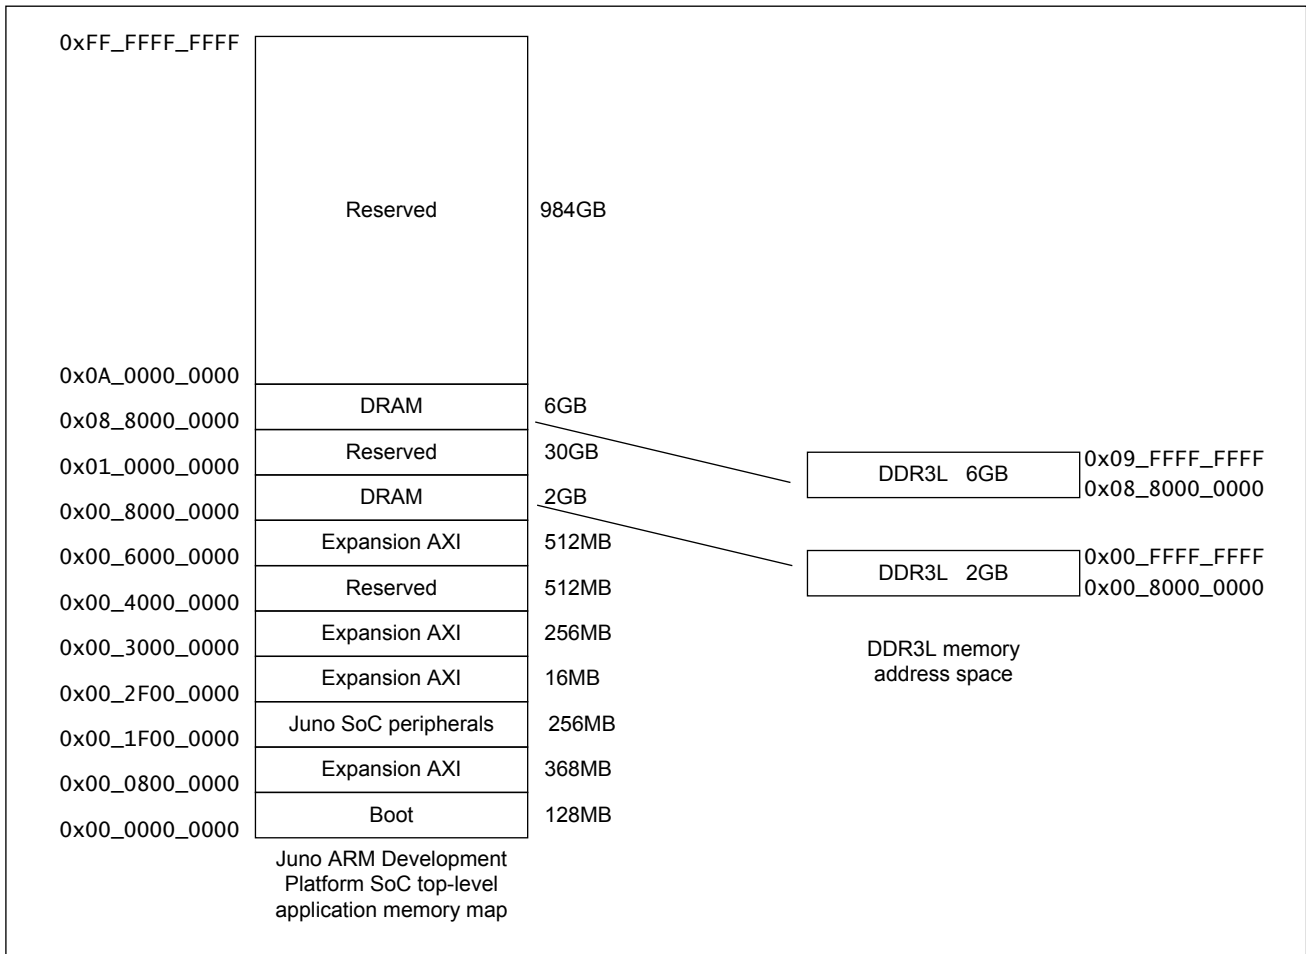 0xFF_FFFF_FFFF
Reserved 984GB
0x0A_0000_0000
DRAM 6GB
0x08_8000_0000
Reserved 30GB
0x01_0000_0000
DRAM 2GB
0x00_8000_0000
Expansion AXI 512MB
0x00_6000_0000
Reserved 512MB
0x00_4000_0000
Expansion AXI 256MB
0x00_3000_0000
Expansion AXI 16MB
0x00_2F00_0000
Juno SoC peripherals 256MB
0x00_1F00_0000
Expansion AXI 368MB
0x00_0800_0000
Boot 128MB
0x00_0000_0000
Juno ARM Development
Platform SoC top-level
application memory map
0x09_FFFF_FFFF
DDR3L 6GB
0x08_8000_0000
0x00_FFFF_FFFF
DDR3L 2GB
0x00_8000_0000
DDR3L memory
address space